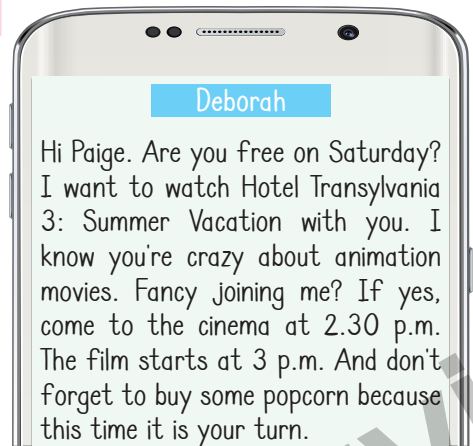 Deborah
Hi Paige. Are you free on Saturday?
I want to watch Hotel Transylvania
3: Summer Vacation with you. I
know you're crazy about animation
movies. Fancy joining me? If yes,
come to the cinema at 2.30 p.m.
The film starts at 3 p.m. And don't
forget to buy some popcorn because
this time it is your turn.